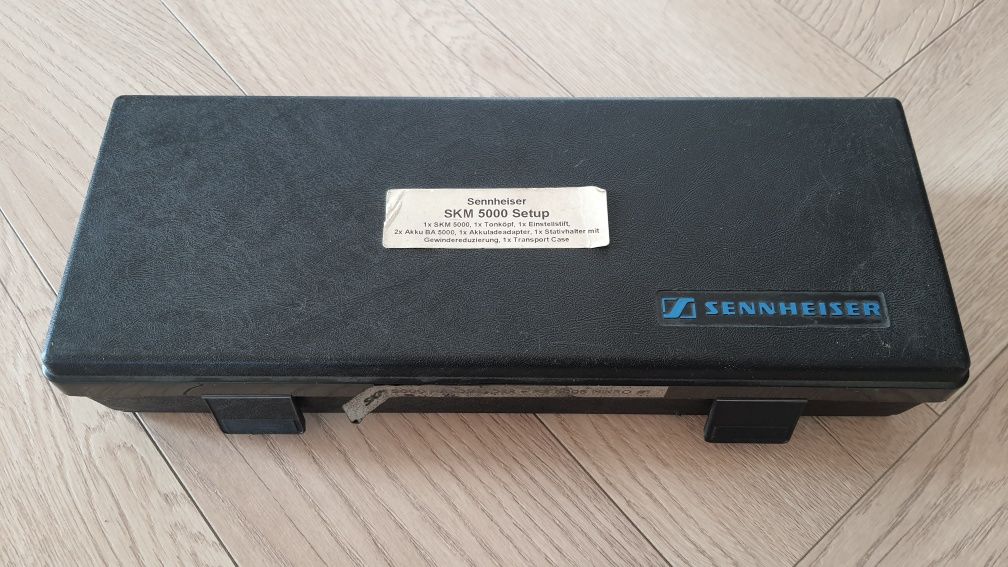 Sennheiser
SKM 5000 Setup
1x SKM 5000, 1x Tonköpf, 1x Einstellstift,
2x Akku BA 5000, 1x Akkuladeadapter, 1x Stativhalter mit
Gewindereduzierung, 1x Transport Case
SENNHEISER